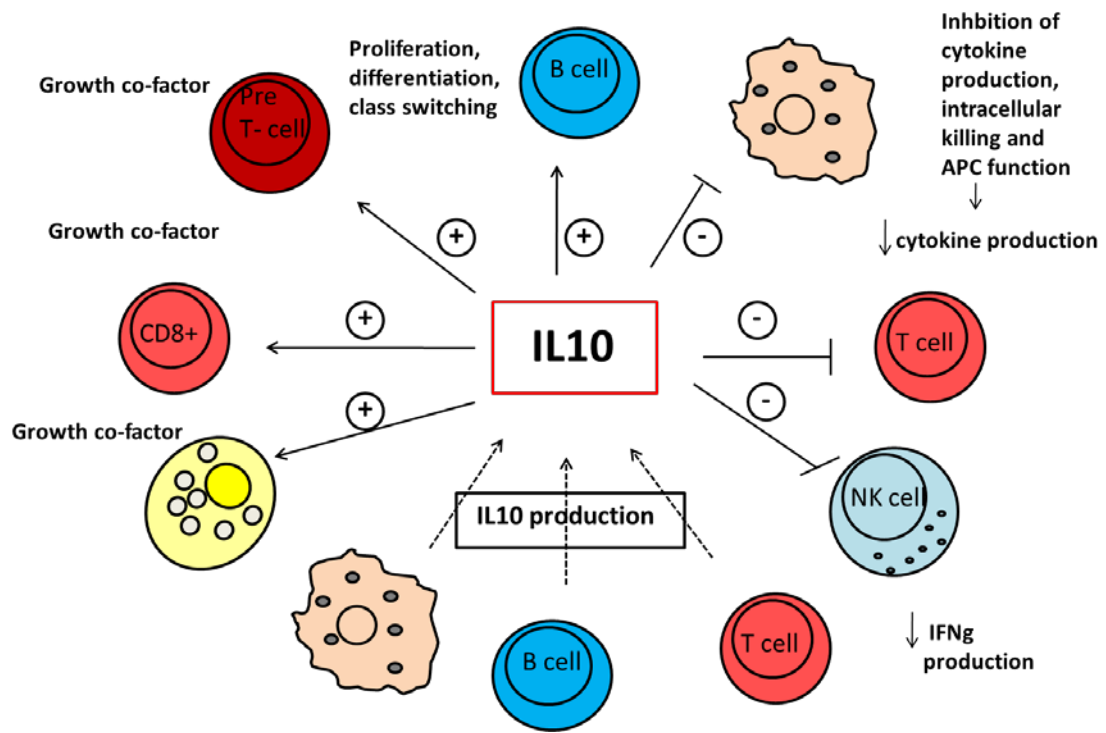 Growth co-factor
Pre
T- cell
Proliferation,
differentiation,
class switching
B cell
Inhbition of
cytokine
production,
intracellular
killing and
APC function
↓
↓ cytokine production
Growth co-factor
+
+
-
CD8+
+
IL10
-
T cell
Growth co-factor
+
-
NK cell
IL10 production
B cell
T cell
↓ IFNg
production